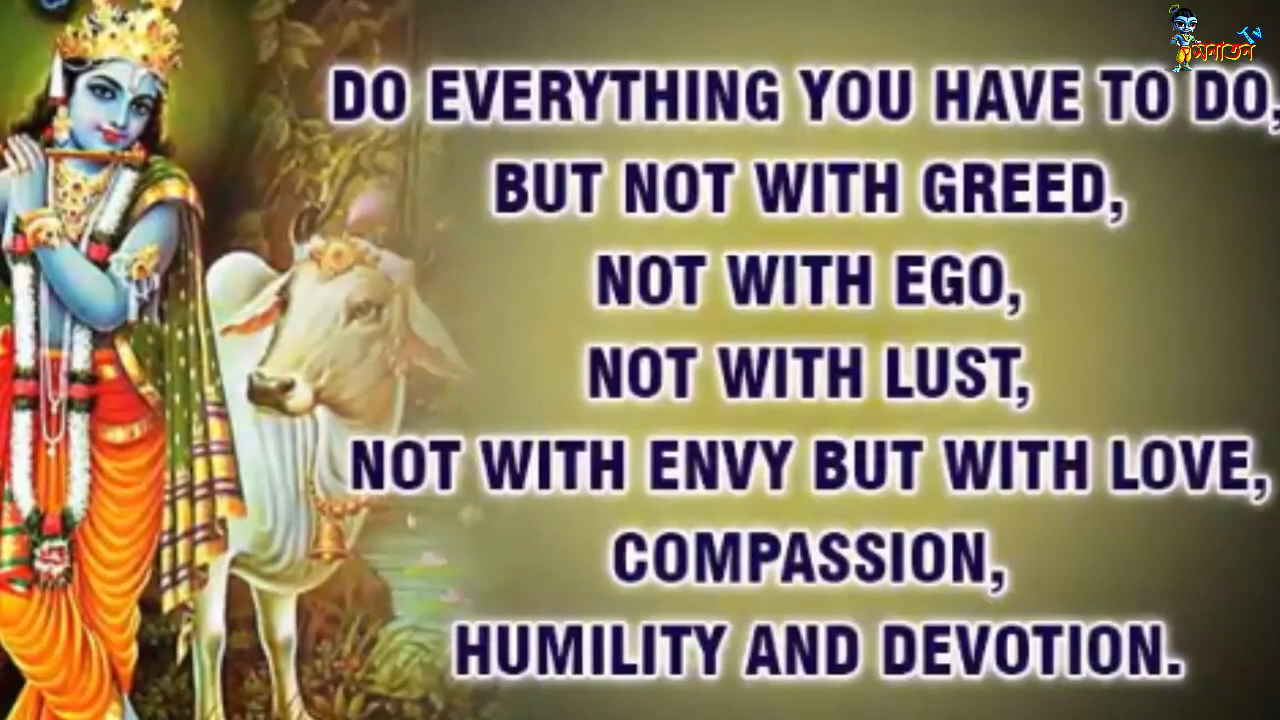 সনাতন Tv
DO EVERYTHING YOU HAVE TO DO,
BUT NOT WITH GREED,
NOT WITH EGO,
NOT WITH LUST,
NOT WITH ENVY BUT WITH LOVE,
COMPASSION,
HUMILITY AND DEVOTION.